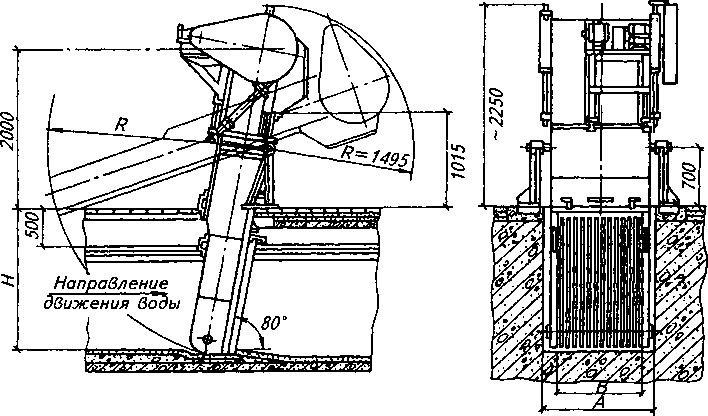 2000
500
H
R
R=1495
1015
Направление
движения воды
80°
~2250
700
B
A